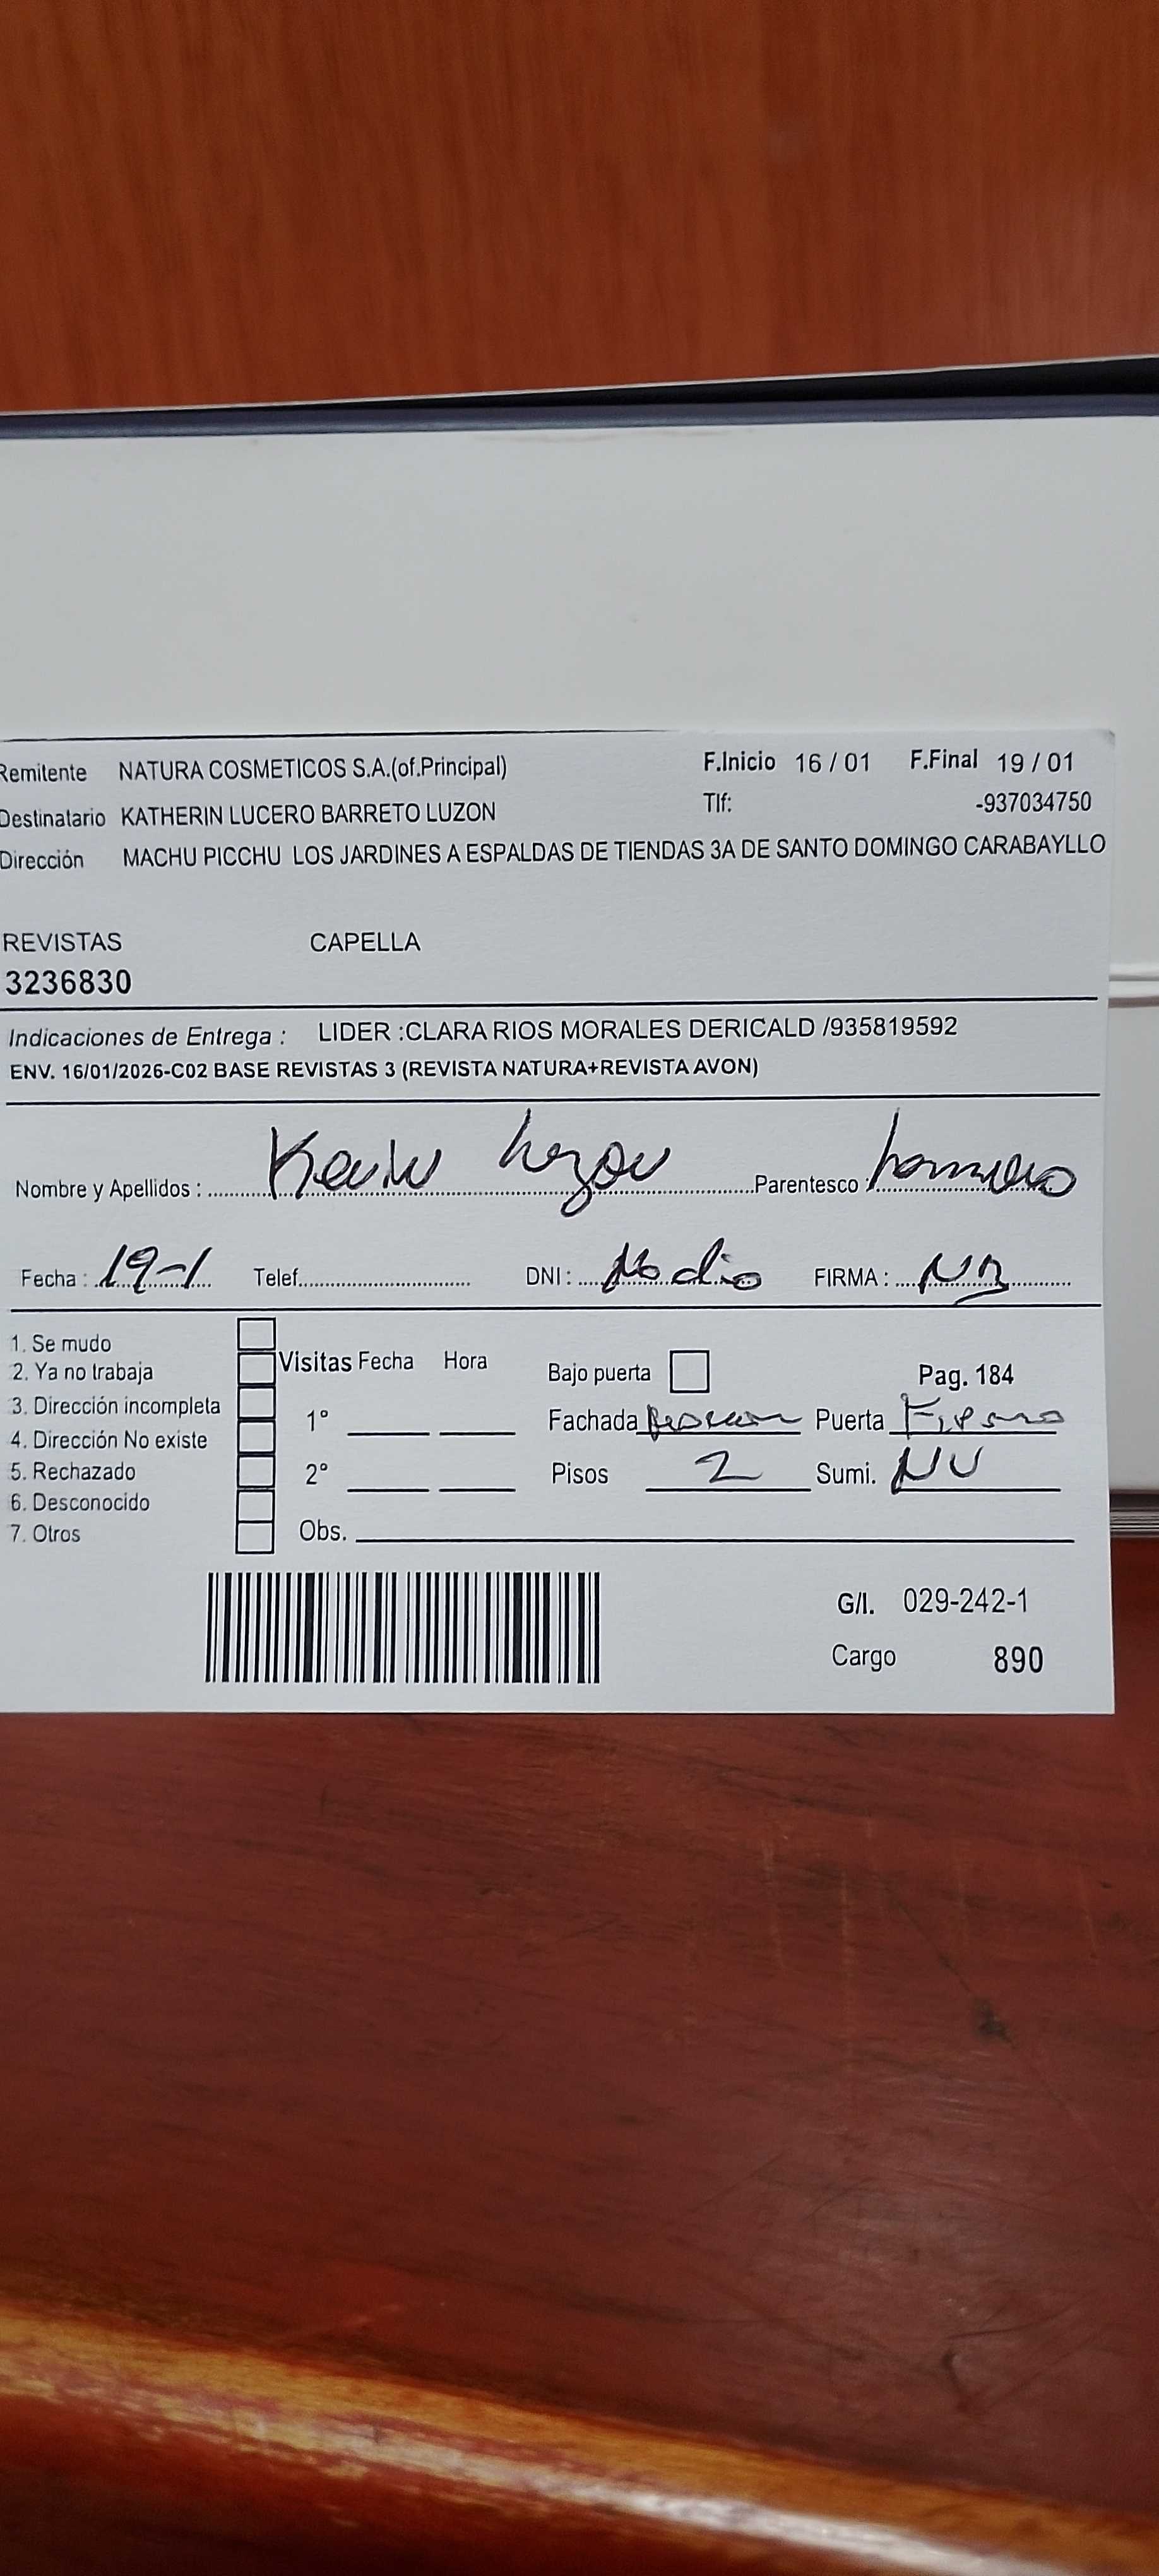 Remitente NATURA COSMETICOS S.A.(of.Principal) F.Inicio 16 / 01 F.Final 19 / 01
Destinatario KATHERIN LUCERO BARRETO LUZON Tlf: -937034750
Dirección MACHU PICCHU LOS JARDINES A ESPALDAS DE TIENDAS 3A DE SANTO DOMINGO CARABAYLLO
REVISTAS CAPELLA
3236830
Indicaciones de Entrega : LIDER :CLARA RIOS MORALES DERICALD /935819592
ENV. 16/01/2026-C02 BASE REVISTAS 3 (REVISTA NATURA+REVISTA AVON)
Nombre y Apellidos : Luzon Parentesco :
Fecha : 19-1 Telef. DNI : No dio FIRMA :
1. Se mudo
2. Ya no trabaja Visitas Fecha Hora Bajo puerta Pag. 184
3. Dirección incompleta 1° Fachada Puerta
4. Dirección No existe
5. Rechazado 2° Pisos 2 Sumi. NV
6. Desconocido
7. Otros Obs.
G/I. 029-242-1
Cargo 890